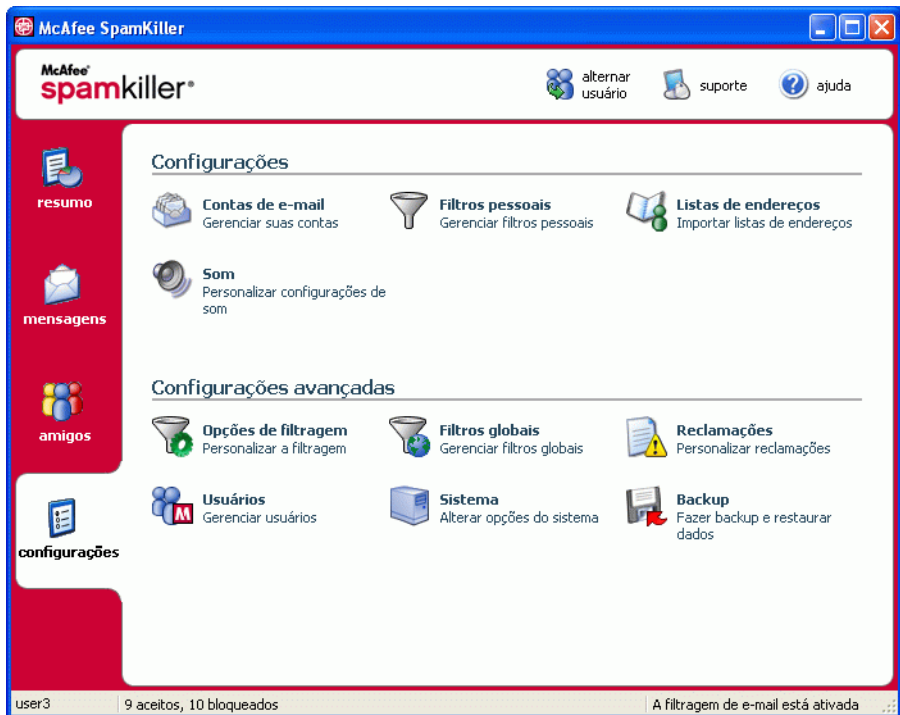 McAfee SpamKiller
McAfee®
spamkiller®
alternar
usuário
suporte
ajuda
resumo
mensagens
amigos
configurações
Configurações
Contas de e-mail
Gerenciar suas contas
Filtros pessoais
Gerenciar filtros pessoais
Listas de endereços
Importar listas de endereços
Som
Personalizar configurações de
som
Configurações avançadas
Opções de filtragem
Personalizar a filtragem
Filtros globais
Gerenciar filtros globais
Reclamações
Personalizar reclamações
Usuários
Gerenciar usuários
Sistema
Alterar opções do sistema
Backup
Fazer backup e restaurar
dados
user3
9 aceitos, 10 bloqueados
A filtragem de e-mail está ativada